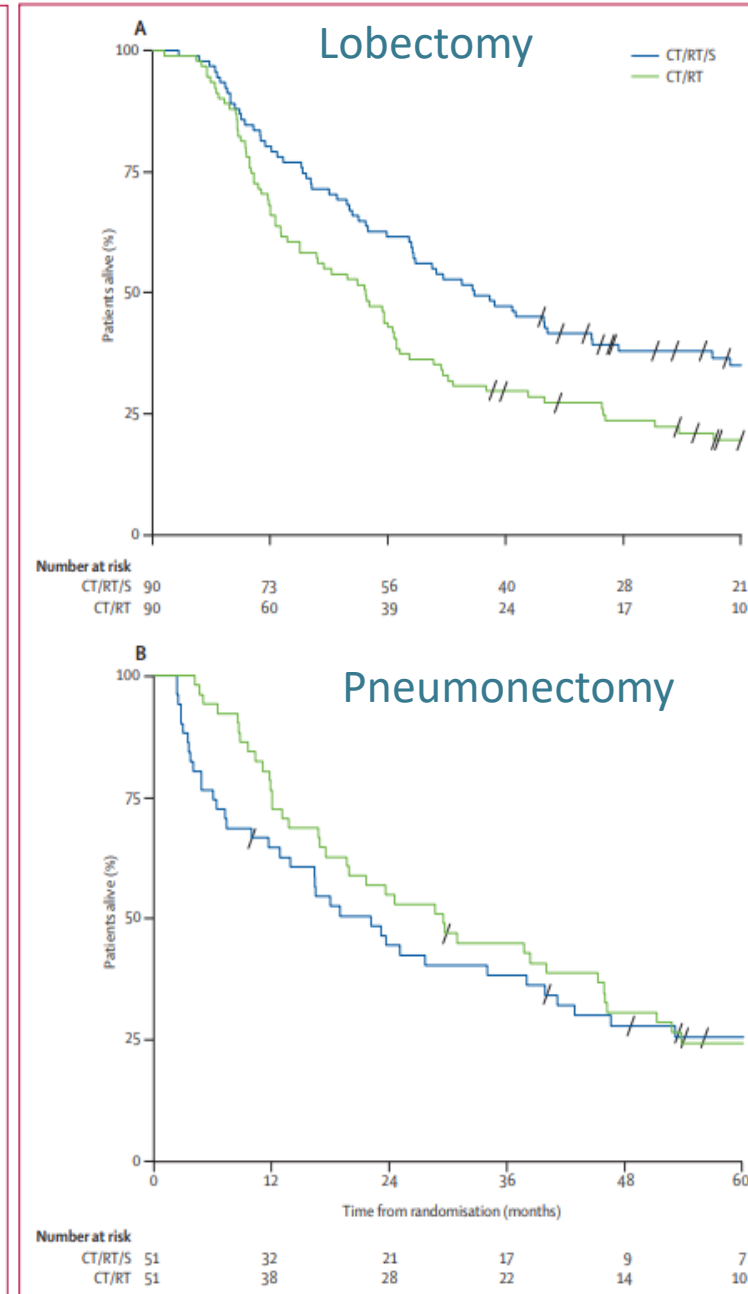 A
Lobectomy
CT/RT/S
CT/RT
100
75
50
25
0
Patients alive (%)
Number at risk
CT/RT/S 90 73 56 40 28 21
CT/RT 90 60 39 24 17 10
B
Pneumonectomy
100
75
50
25
0
Patients alive (%)
0 12 24 36 48 60
Time from randomisation (months)
Number at risk
CT/RT/S 51 32 21 17 9 7
CT/RT 51 38 28 22 14 10